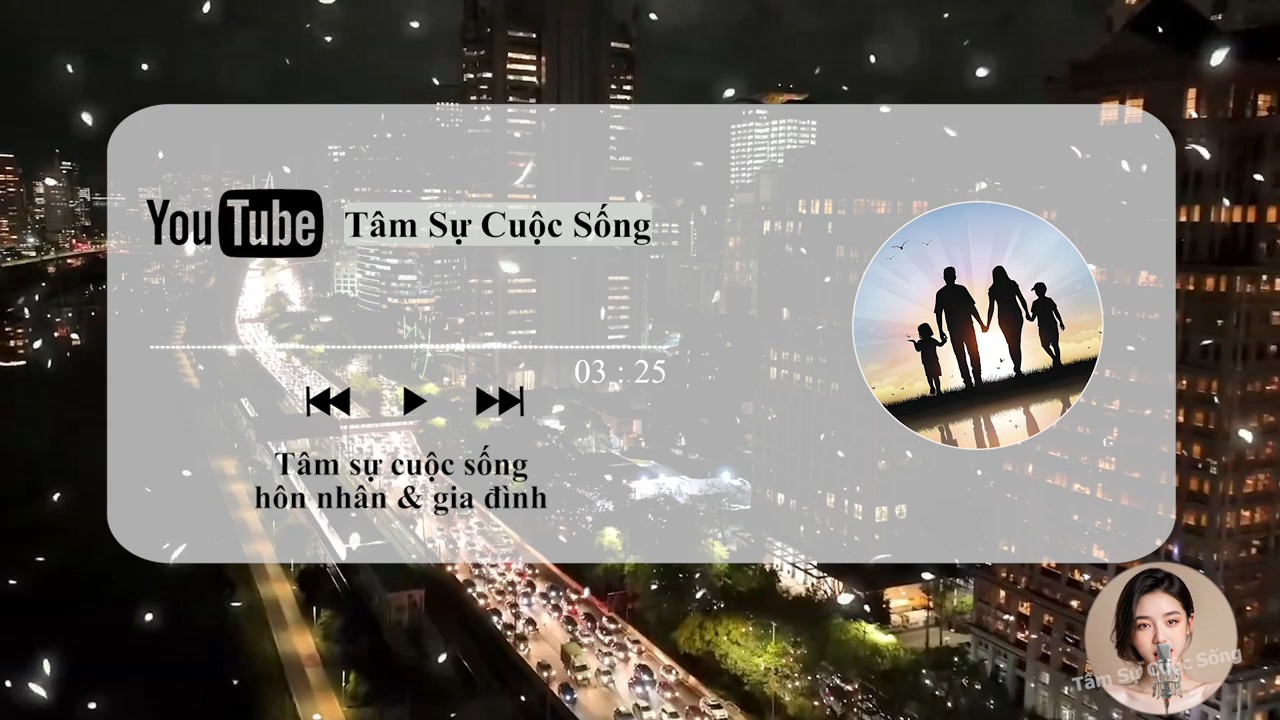 YouTube Tâm Sự Cuộc Sống
03 : 25
Tâm sự cuộc sống
hôn nhân & gia đình
Tâm Sự Cuộc Sống